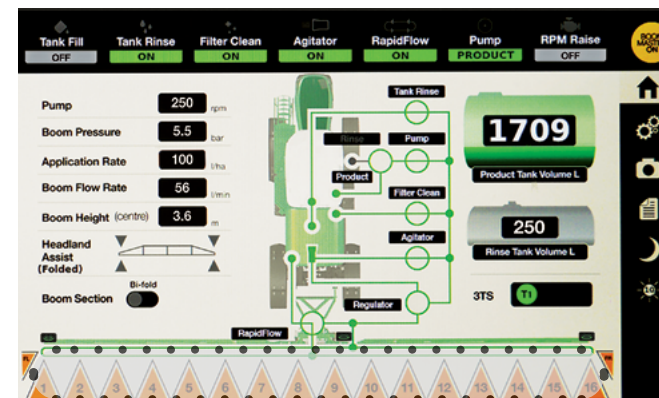 Tank Fill
OFF
Tank Rinse
ON
Filter Clean
ON
Agitator
ON
RapidFlow
ON
Pump
PRODUCT
RPM Raise
OFF
BOOM
MASTER
ON
Pump 250 rpm
Boom Pressure 5.5 bar
Application Rate 100 l/ha
Boom Flow Rate 56 l/min
Boom Height (centre) 3.6 m
Headland
Assist
(Folded)
Bi-fold
Boom Section
Tank Rinse
Rinse
Pump
Product
Filter Clean
Agitator
Regulator
RapidFlow
1709
Product Tank Volume L
250
Rinse Tank Volume L
3TS T1
1 2 3 4 5 6 7 8 9 10 11 12 13 14 15 16